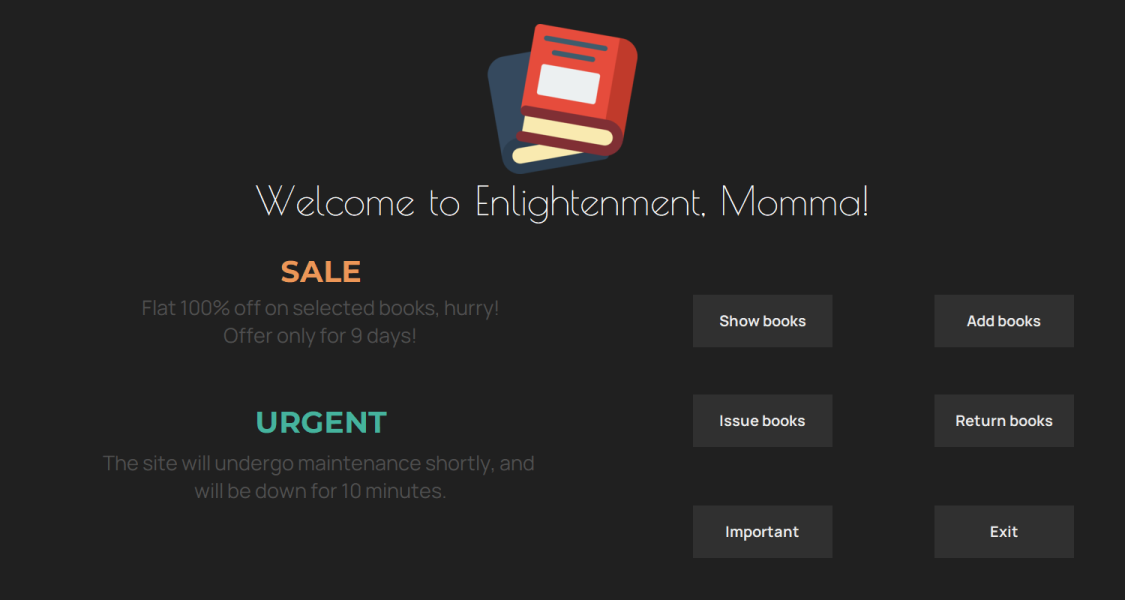 Welcome to Enlightenment, Momma!
SALE
Flat 100% off on selected books, hurry!
Offer only for 9 days!
URGENT
The site will undergo maintenance shortly, and
will be down for 10 minutes.
Show books
Add books
Issue books
Return books
Important
Exit